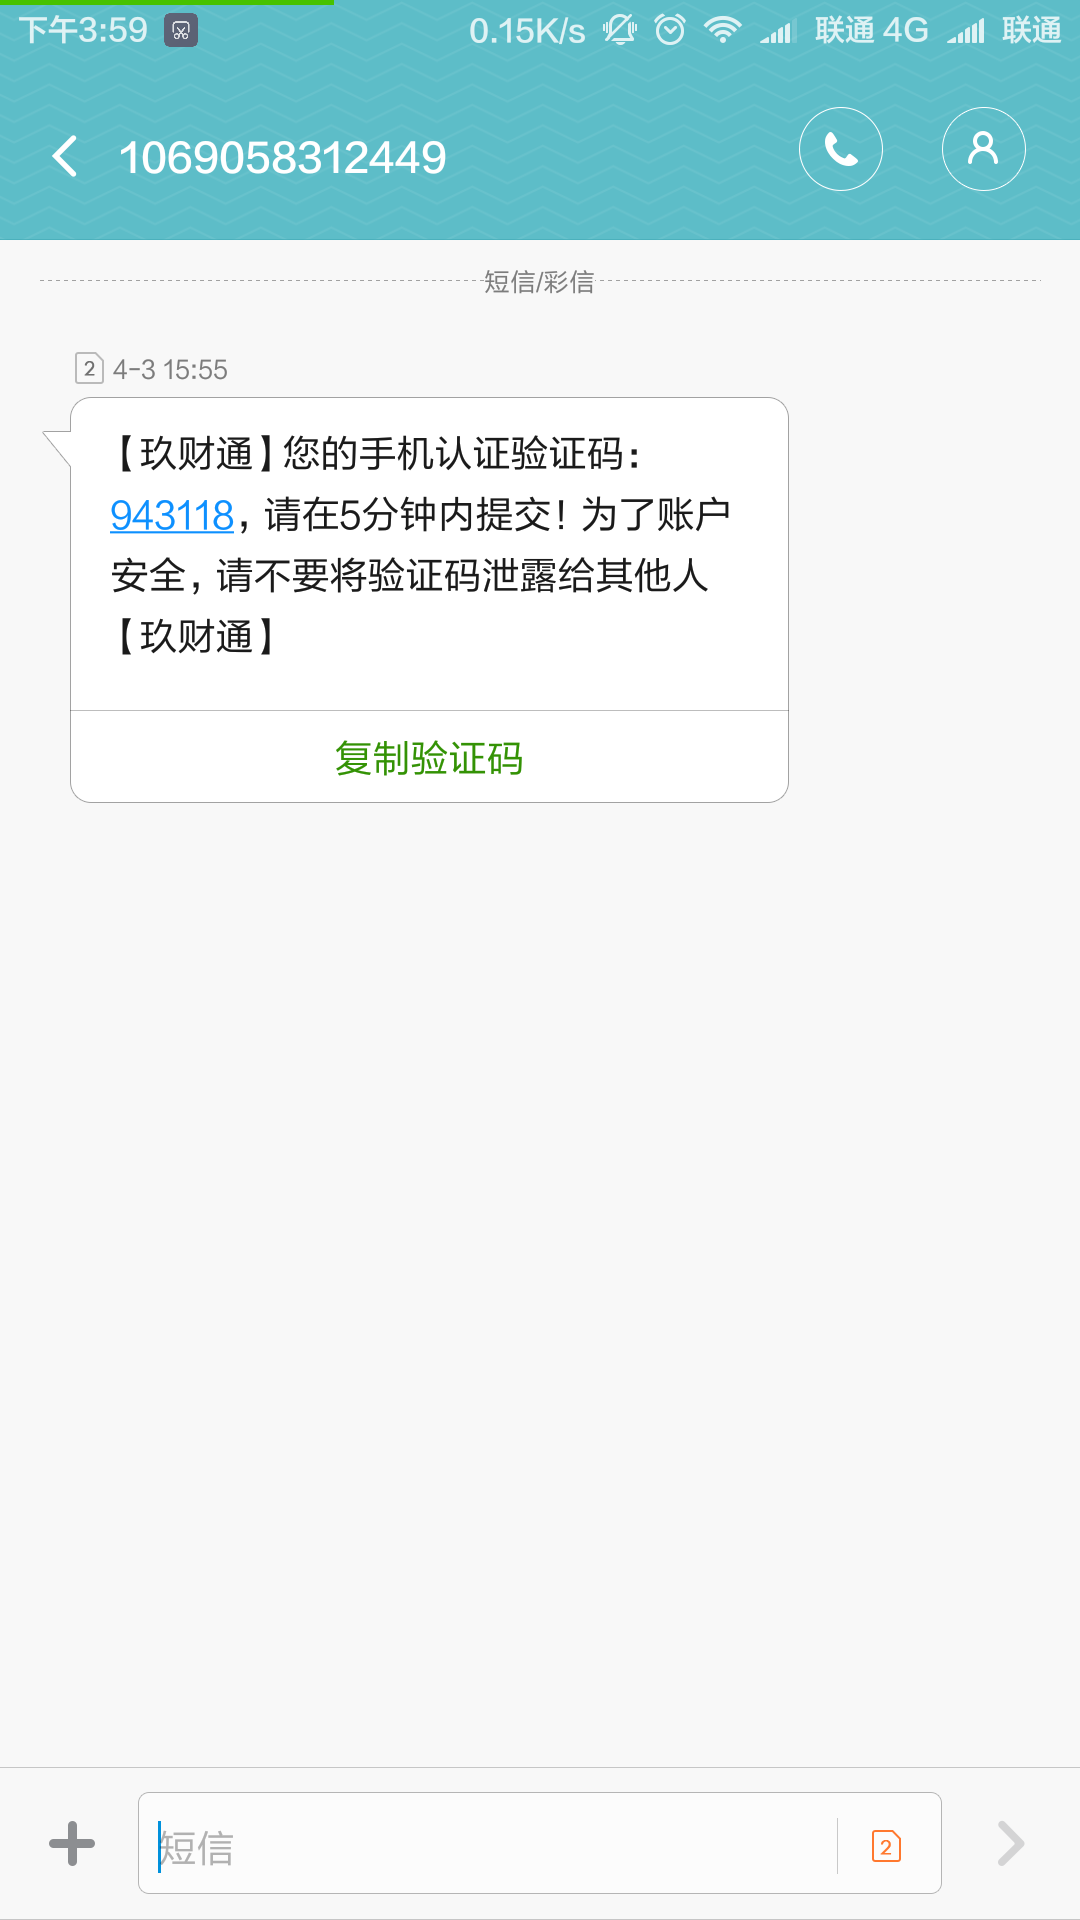 下午3:59 0.15K/s 联通 4G 联通
1069058312449
短信/彩信
2 4-3 15:55
【玖财通】您的手机认证验证码：
943118，请在5分钟内提交！为了账户
安全，请不要将验证码泄露给其他人
【玖财通】
复制验证码
短信 2